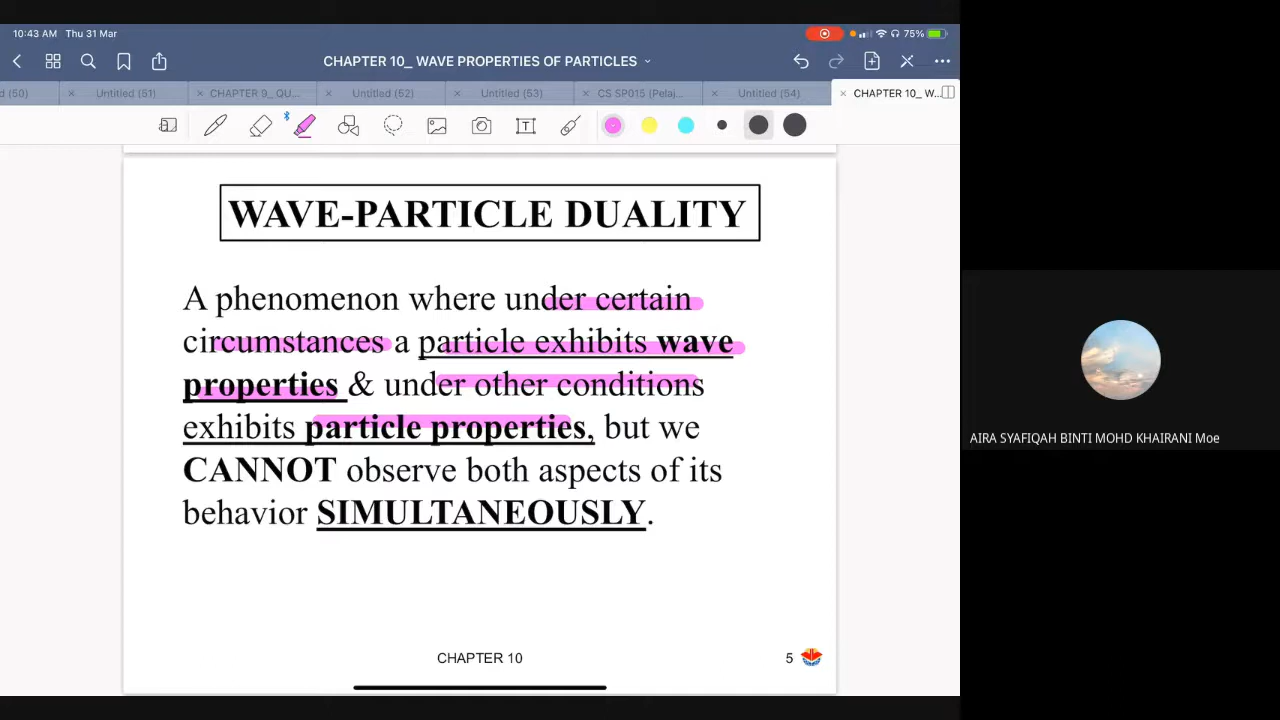 10:43 AM Thu 31 Mar
75%
CHAPTER 10_ WAVE PROPERTIES OF PARTICLES
d (50)
Untitled (51)
CHAPTER 9_ QU...
Untitled (52)
Untitled (53)
CS SP015 (Pelaj...
Untitled (54)
CHAPTER 10_ W...
WAVE-PARTICLE DUALITY
A phenomenon where under certain
circumstances a particle exhibits wave
properties & under other conditions
exhibits particle properties, but we
CANNOT observe both aspects of its
behavior SIMULTANEOUSLY.
CHAPTER 10
5
AIRA SYAFIQAH BINTI MOHD KHAIRANI Moe